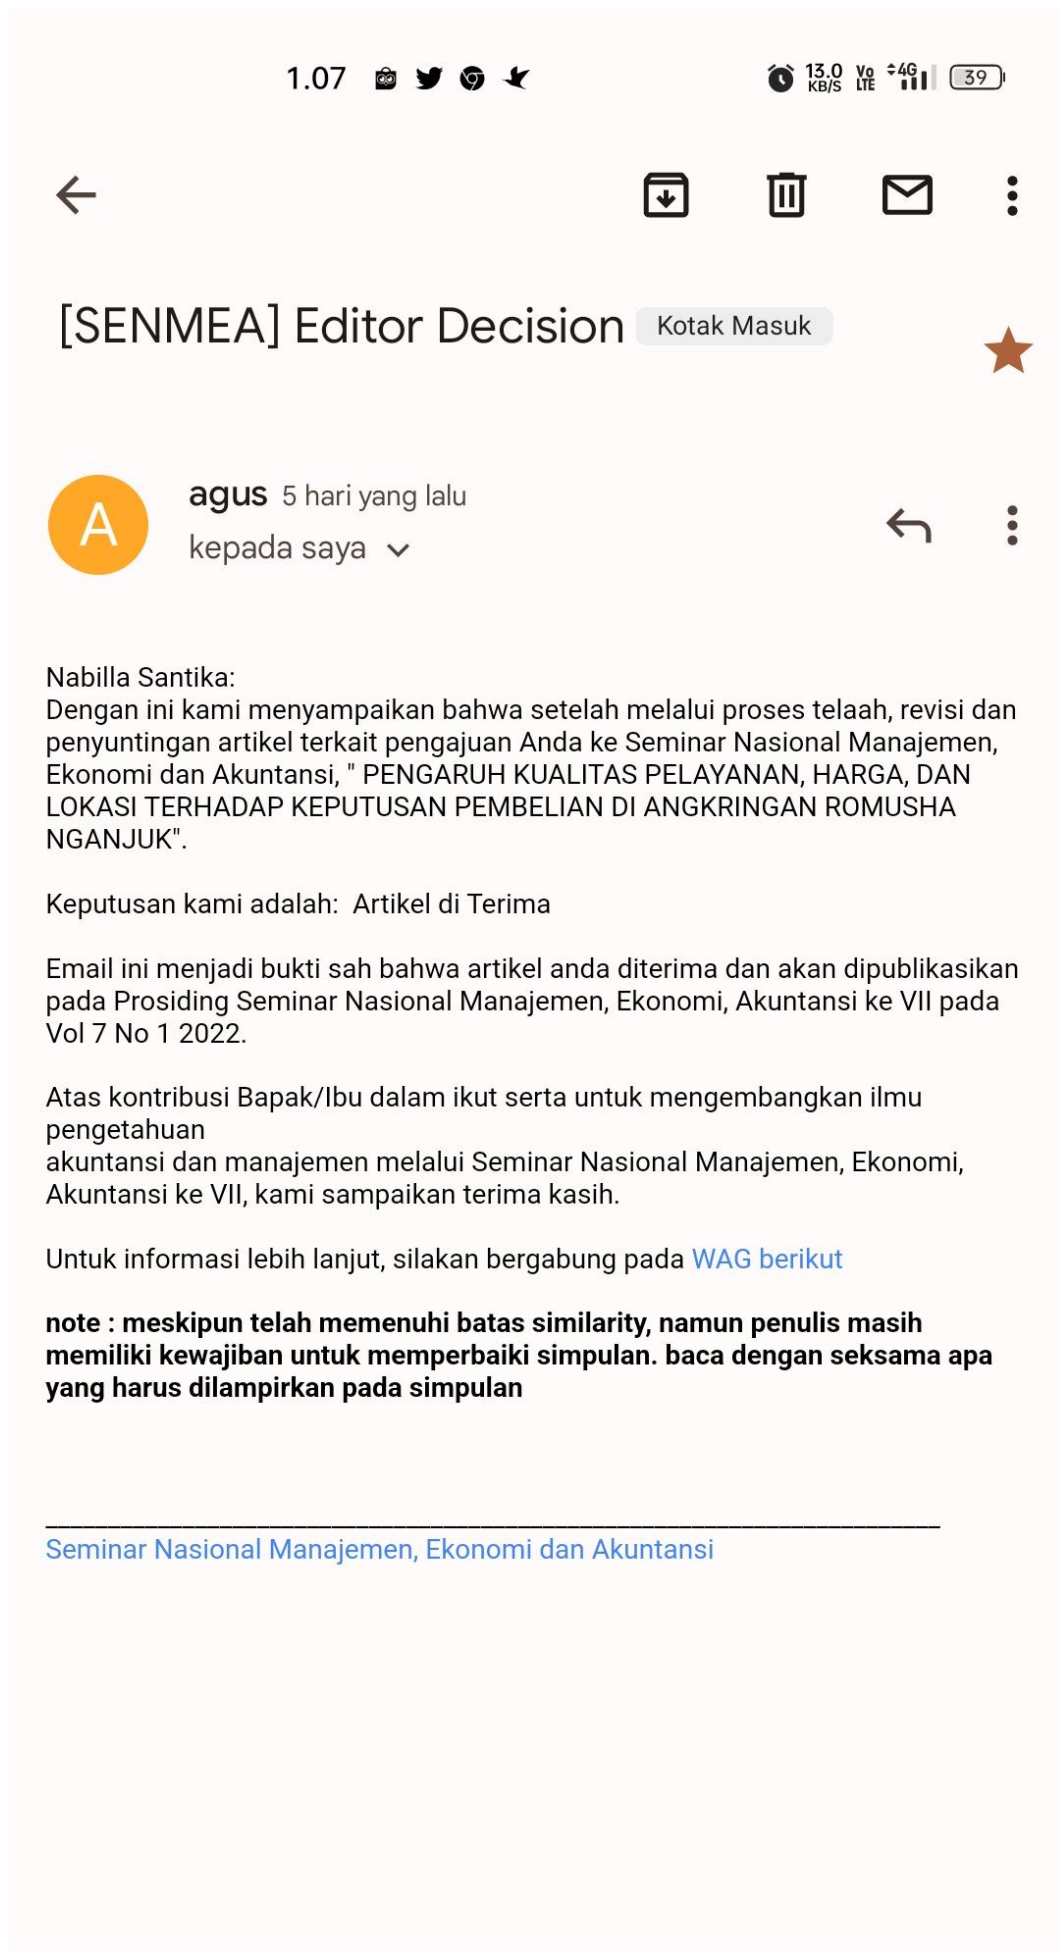 1.07
13.0 KB/S Vo LTE 4G 39
[SENMEA] Editor Decision Kotak Masuk
A
agus 5 hari yang lalu
kepada saya
Nabilla Santika:
Dengan ini kami menyampaikan bahwa setelah melalui proses telaah, revisi dan
penyuntingan artikel terkait pengajuan Anda ke Seminar Nasional Manajemen,
Ekonomi dan Akuntansi, " PENGARUH KUALITAS PELAYANAN, HARGA, DAN
LOKASI TERHADAP KEPUTUSAN PEMBELIAN DI ANGKRINGAN ROMUSHA
NGANJUK".
Keputusan kami adalah:  Artikel di Terima
Email ini menjadi bukti sah bahwa artikel anda diterima dan akan dipublikasikan
pada Prosiding Seminar Nasional Manajemen, Ekonomi, Akuntansi ke VII pada
Vol 7 No 1 2022.
Atas kontribusi Bapak/Ibu dalam ikut serta untuk mengembangkan ilmu
pengetahuan
akuntansi dan manajemen melalui Seminar Nasional Manajemen, Ekonomi,
Akuntansi ke VII, kami sampaikan terima kasih.
Untuk informasi lebih lanjut, silakan bergabung pada WAG berikut
note : meskipun telah memenuhi batas similarity, namun penulis masih
memiliki kewajiban untuk memperbaiki simpulan. baca dengan seksama apa
yang harus dilampirkan pada simpulan
Seminar Nasional Manajemen, Ekonomi dan Akuntansi